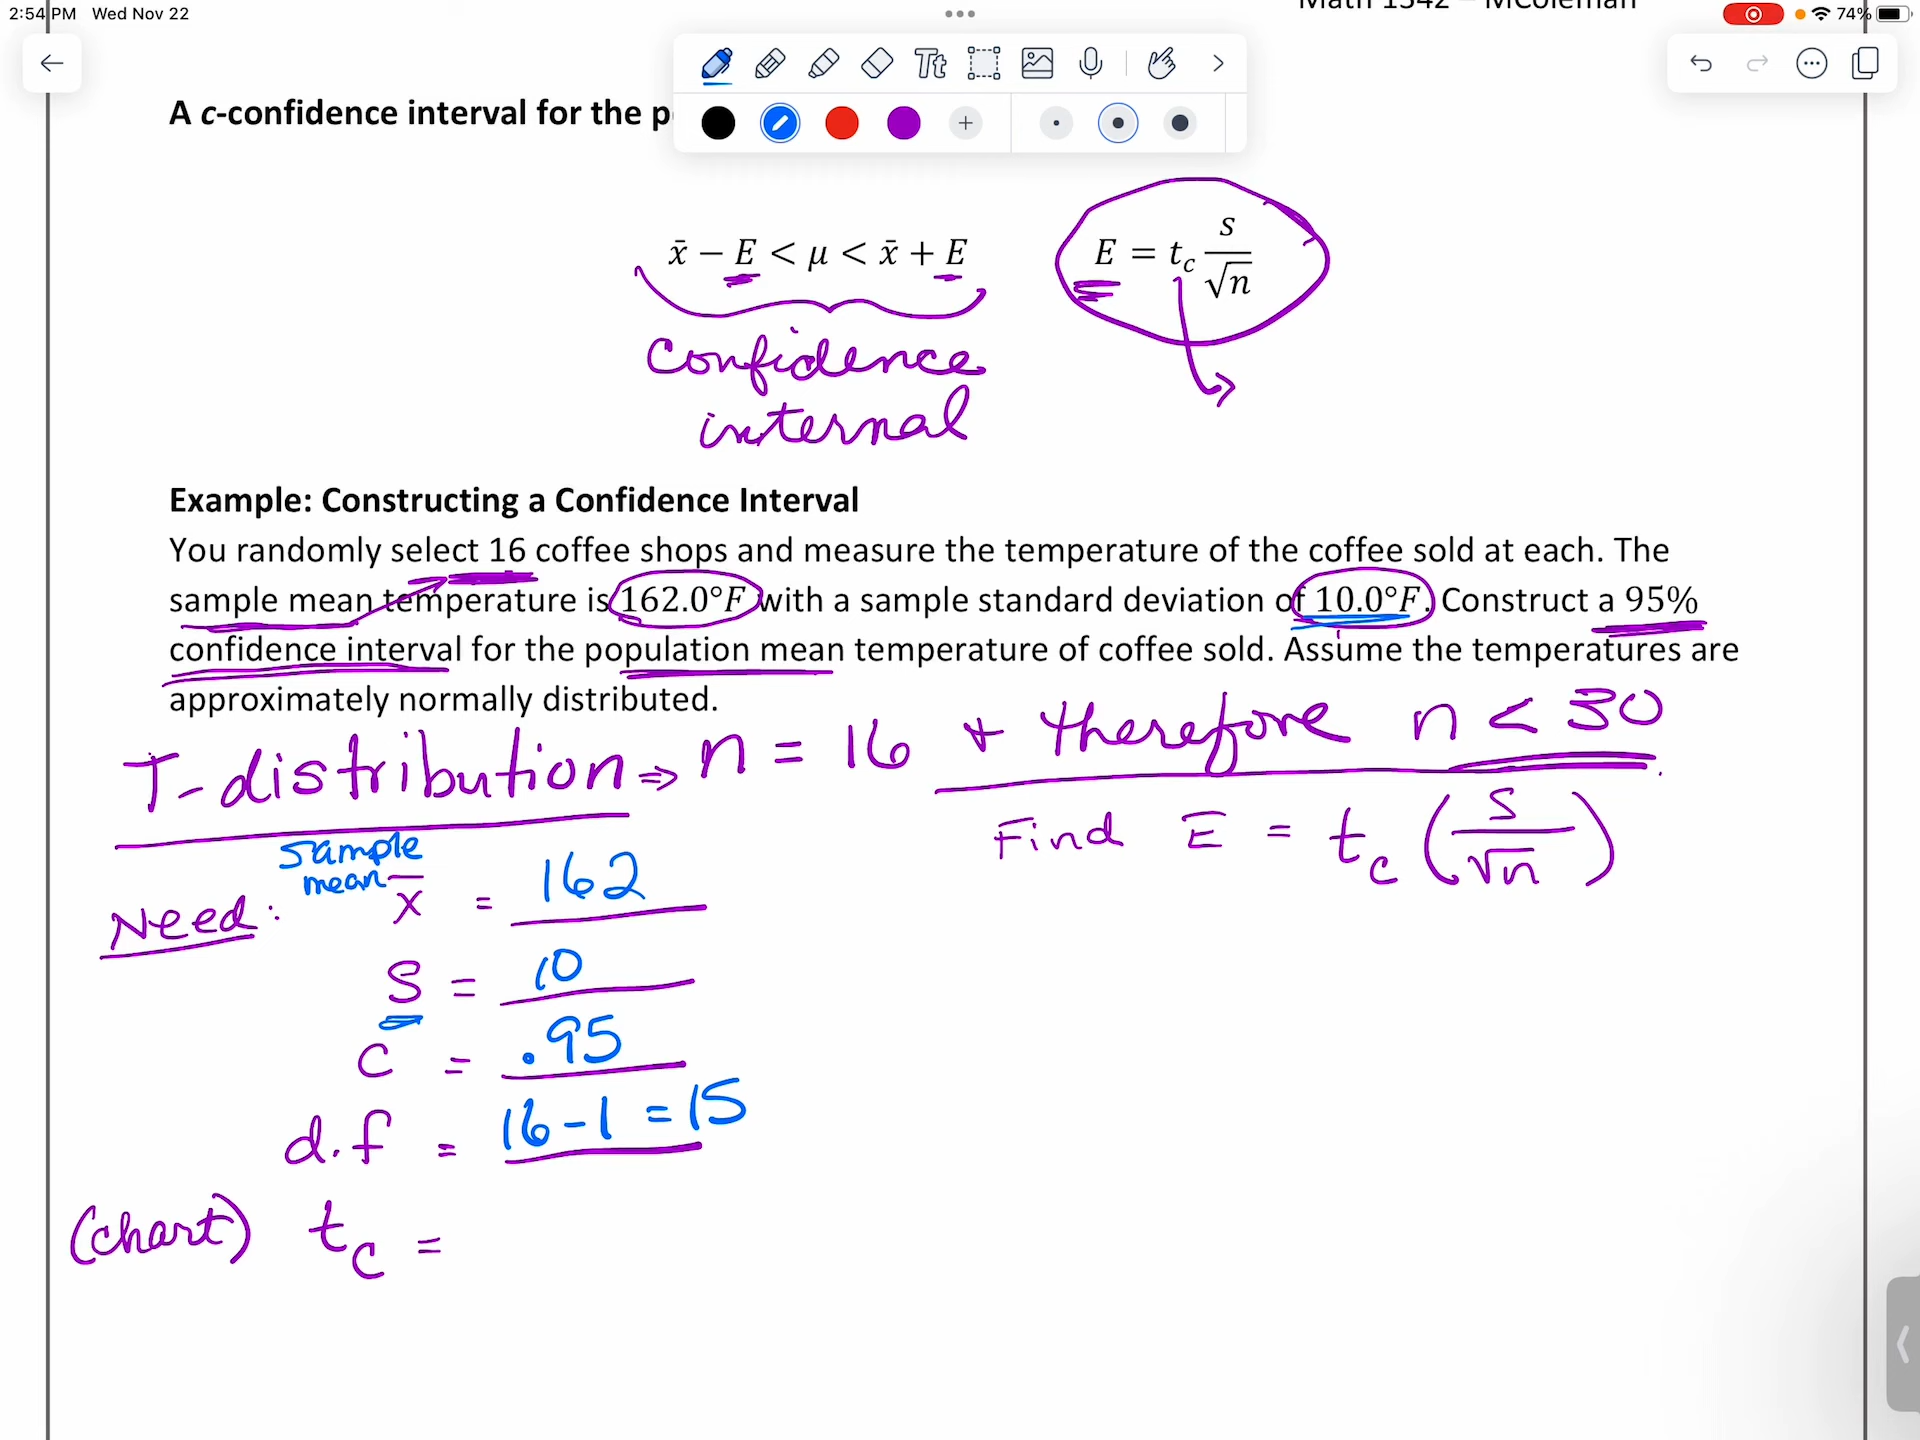 2:54 PM Wed Nov 22
74%
A c-confidence interval for the p
x̄ − E < μ < x̄ + E
E = t_c s/√n
Confidence
internal
Example: Constructing a Confidence Interval
You randomly select 16 coffee shops and measure the temperature of the coffee sold at each. The
sample mean temperature is 162.0°F with a sample standard deviation of 10.0°F. Construct a 95%
confidence interval for the population mean temperature of coffee sold. Assume the temperatures are
approximately normally distributed.
T-distribution ⇒ n = 16 + therefore n < 30
Find E = t_c (s/√n)
Need: sample mean x̄ = 162
s = 10
c = .95
d.f = 16-1 = 15
(chart) t_c =